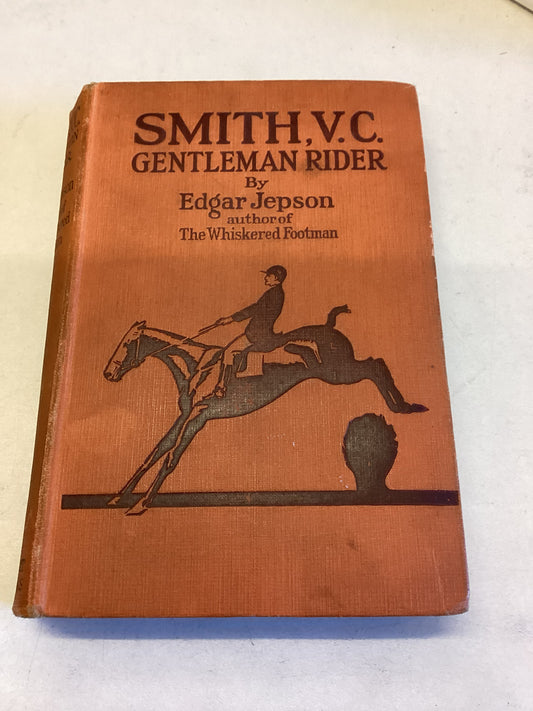 SMITH, V.C.
GENTLEMAN RIDER
By
Edgar Jepson
author of
The Whiskered Footman